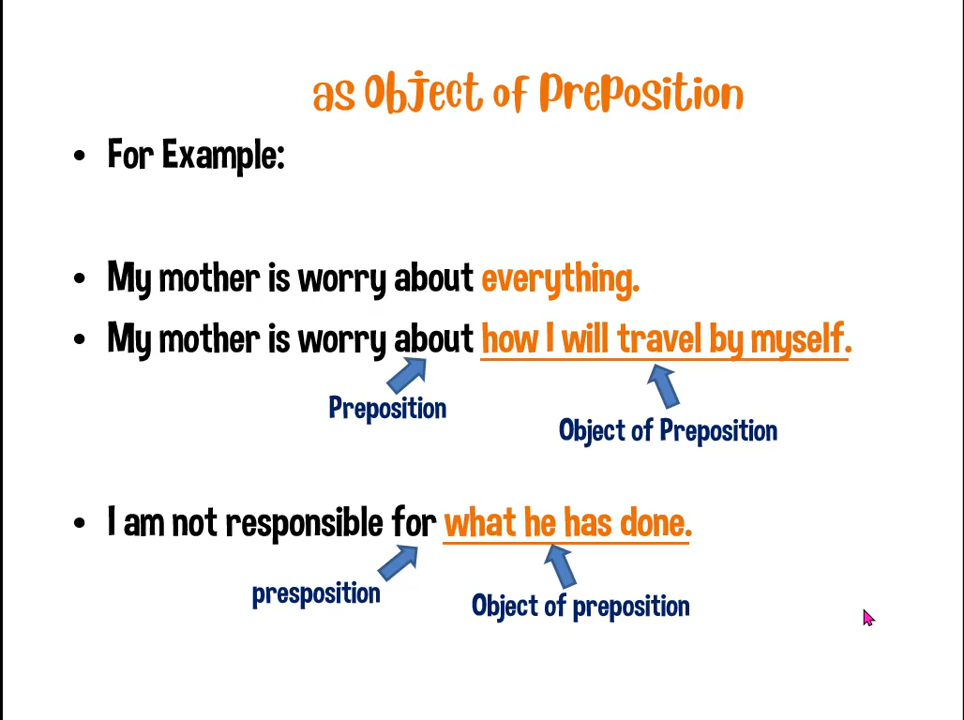 as Object of Preposition
• For Example:
• My mother is worry about everything.
• My mother is worry about how I will travel by myself.
Preposition
Object of Preposition
• I am not responsible for what he has done.
presposition
Object of preposition